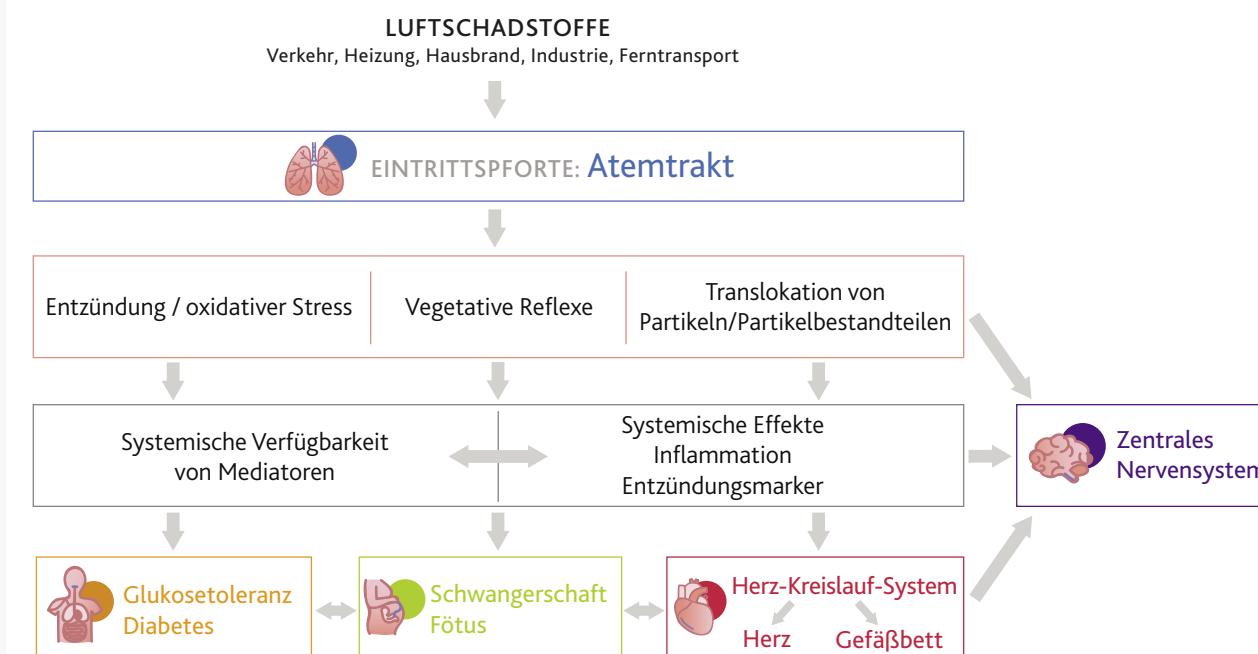 LUFTSCHADSTOFFE
Verkehr, Heizung, Hausbrand, Industrie, Ferntransport
EINTRITTSPFORTE: Atemtrakt
Entzündung / oxidativer Stress
Vegetative Reflexe
Translokation von
Partikeln/Partikelbestandteilen
Systemische Verfügbarkeit
von Mediatoren
Systemische Effekte
Inflammation
Entzündungsmarker
Zentrales
Nervensystem
Glukosetoleranz
Diabetes
Schwangerschaft
Fötus
Herz-Kreislauf-System
Herz
Gefäßbett